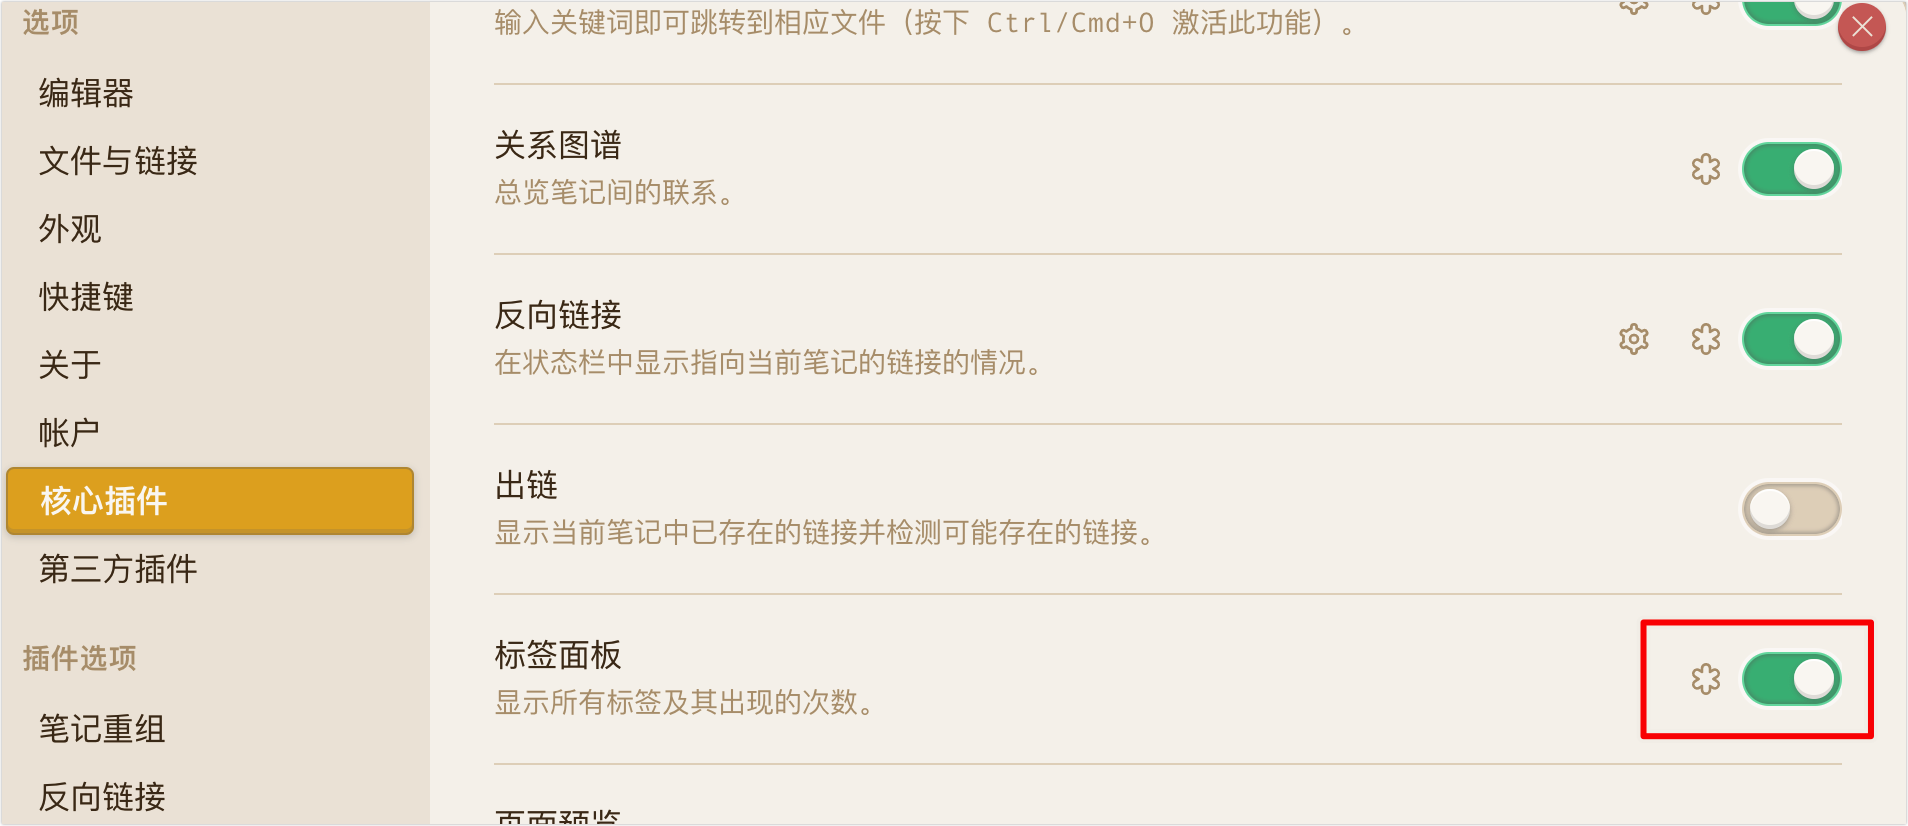 选项
编辑器
文件与链接
外观
快捷键
关于
帐户
核心插件
第三方插件
插件选项
笔记重组
反向链接
输入关键词即可跳转到相应文件（按下 Ctrl/Cmd+O 激活此功能）。
关系图谱
总览笔记间的联系。
反向链接
在状态栏中显示指向当前笔记的链接的情况。
出链
显示当前笔记中已存在的链接并检测可能存在的链接。
标签面板
显示所有标签及其出现的次数。
页面预览